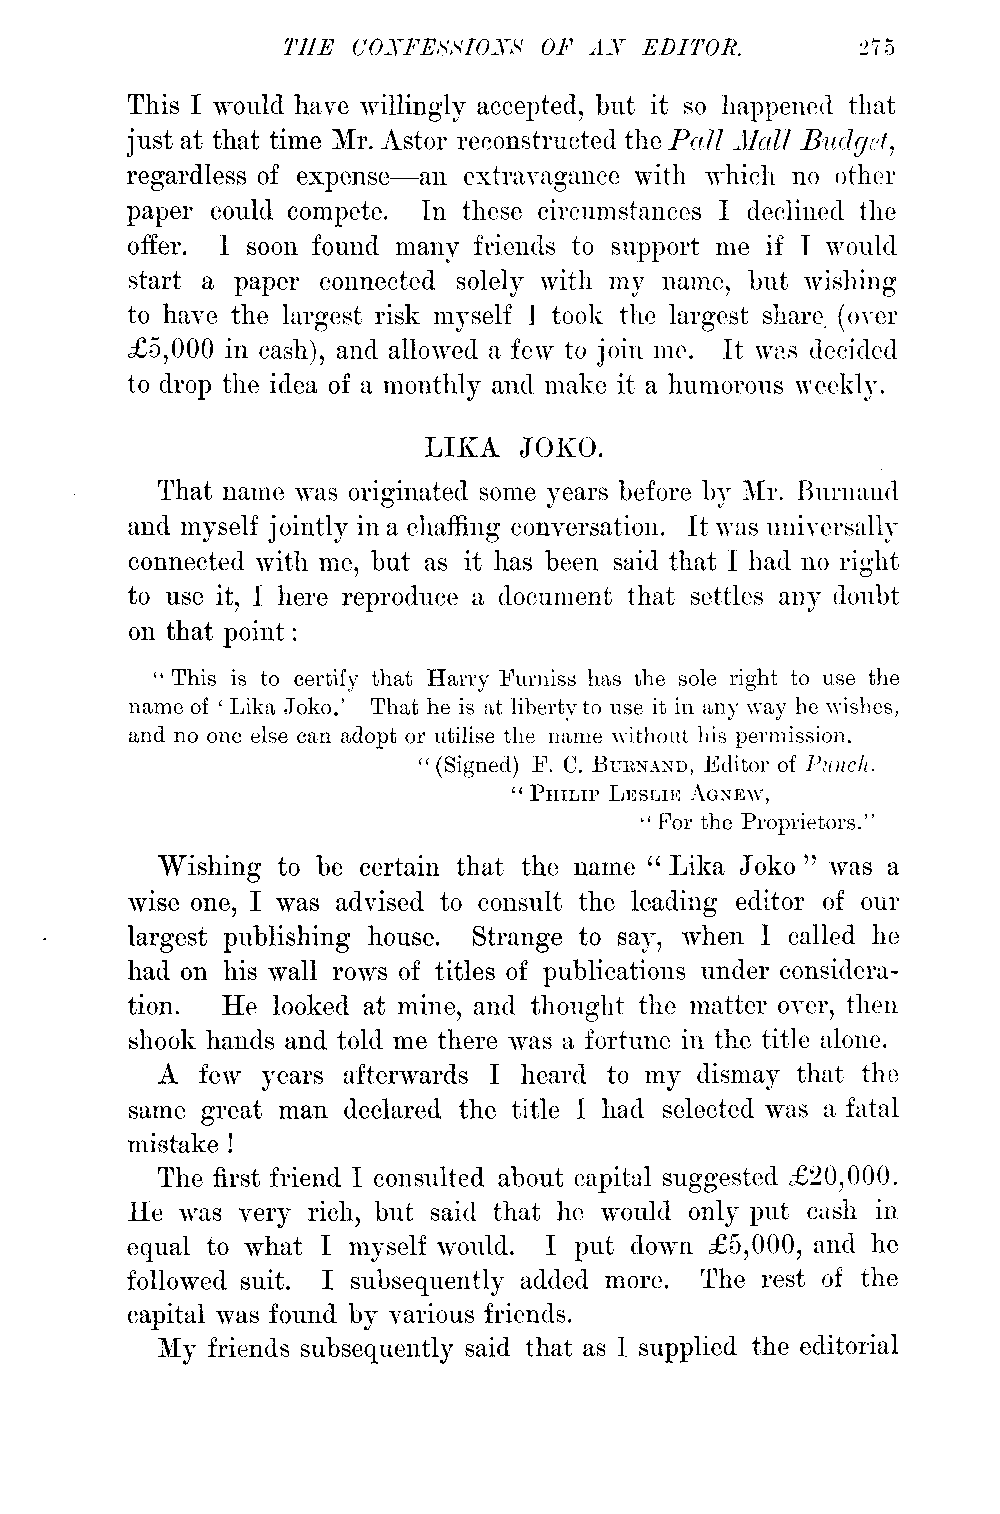 THE CONFESSIONS OF AN EDITOR. 275
This I would have willingly accepted, but it so happened that
just at that time Mr. Astor reconstructed the Pall Mall Budget,
regardless of expense—an extravagance with which no other
paper could compete. In these circumstances I declined the
offer. I soon found many friends to support me if I would
start a paper connected solely with my name, but wishing
to have the largest risk myself I took the largest share (over
£5,000 in cash), and allowed a few to join me. It was decided
to drop the idea of a monthly and make it a humorous weekly.
LIKA JOKO.
That name was originated some years before by Mr. Burnand
and myself jointly in a chaffing conversation. It was universally
connected with me, but as it has been said that I had no right
to use it, I here reproduce a document that settles any doubt
on that point:
“This is to certify that Harry Furniss has the sole right to use the
name of ‘Lika Joko.’ That he is at liberty to use it in any way he wishes,
and no one else can adopt or utilise the name without his permission.
“(Signed) F. C. BURNAND, Editor of Punch.
“PHILIP LESLIE AGNEW,
“For the Proprietors.”
Wishing to be certain that the name “Lika Joko” was a
wise one, I was advised to consult the leading editor of our
largest publishing house. Strange to say, when I called he
had on his wall rows of titles of publications under considera-
tion. He looked at mine, and thought the matter over, then
shook hands and told me there was a fortune in the title alone.
A few years afterwards I heard to my dismay that the
same great man declared the title I had selected was a fatal
mistake!
The first friend I consulted about capital suggested £20,000.
He was very rich, but said that he would only put cash in
equal to what I myself would. I put down £5,000, and he
followed suit. I subsequently added more. The rest of the
capital was found by various friends.
My friends subsequently said that as I supplied the editorial